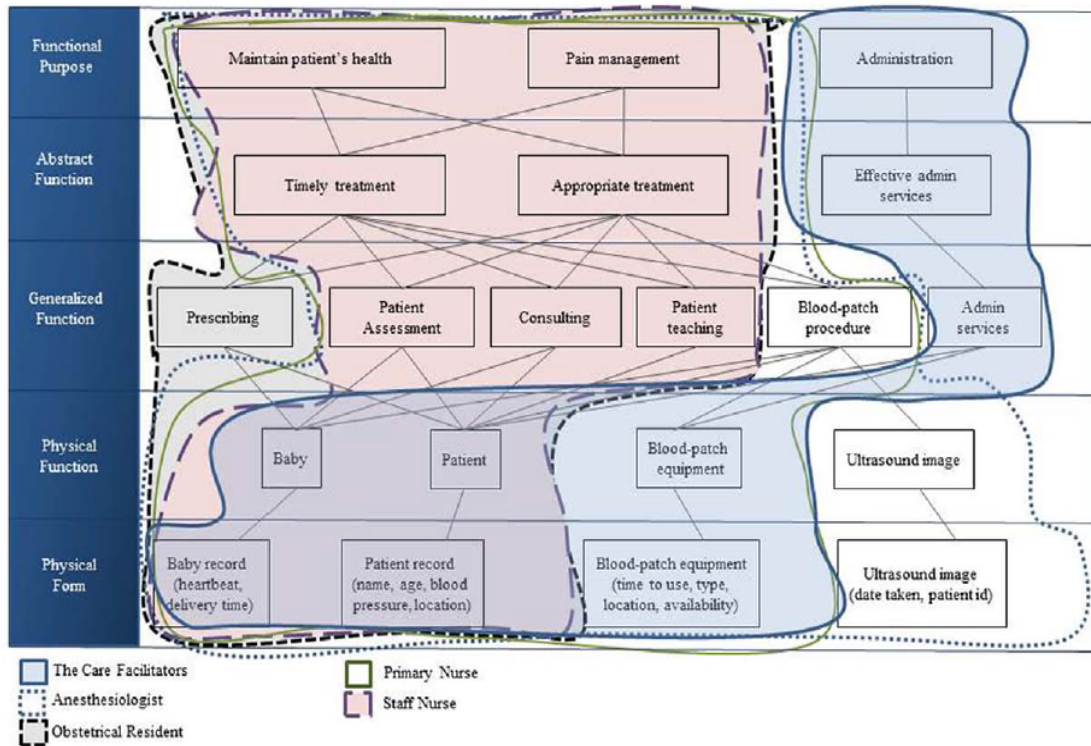 Functional
Purpose
Maintain patient's health
Pain management
Administration
Abstract
Function
Timely treatment
Appropriate treatment
Effective admin
services
Generalized
Function
Prescribing
Patient
Assessment
Consulting
Patient
teaching
Blood-patch
procedure
Admin
services
Physical
Function
Baby
Patient
Blood-patch
equipment
Ultrasound image
Physical
Form
Baby record
(heartbeat,
delivery time)
Patient record
(name, age, blood
pressure, location)
Blood-patch equipment
(time to use, type,
location, availability)
Ultrasound image
(date taken, patient id)
The Care Facilitators
Anesthesiologist
Obstetrical Resident
Primary Nurse
Staff Nurse